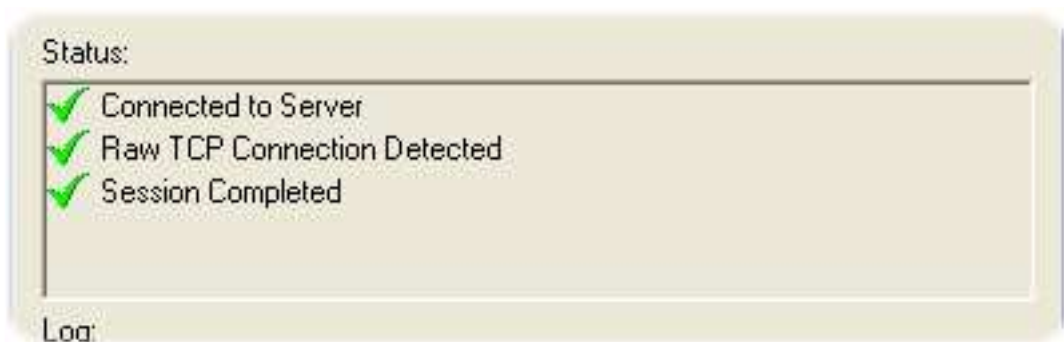 Status:
Connected to Server
Raw TCP Connection Detected
Session Completed
Log: